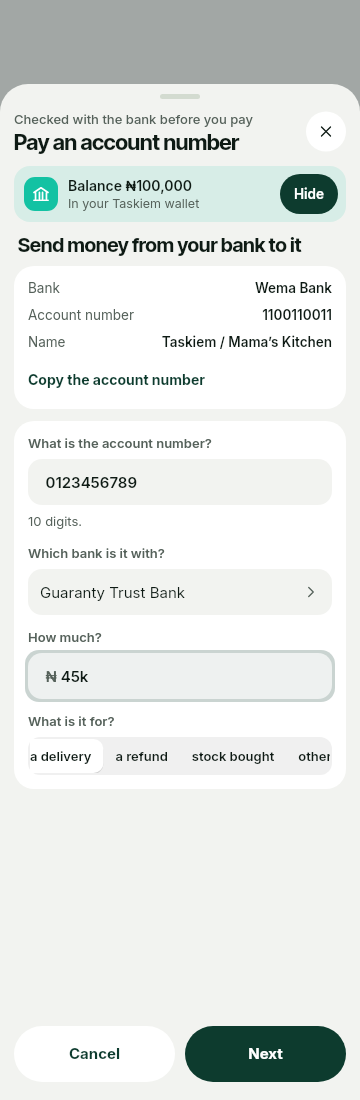 Checked with the bank before you pay
Pay an account number
Balance ₦100,000
In your Taskiem wallet
Hide
Send money from your bank to it
Bank
Wema Bank
Account number
1100110011
Name
Taskiem / Mama's Kitchen
Copy the account number
What is the account number?
0123456789
10 digits.
Which bank is it with?
Guaranty Trust Bank
How much?
₦ 45k
What is it for?
a delivery
a refund
stock bought
other
Cancel
Next